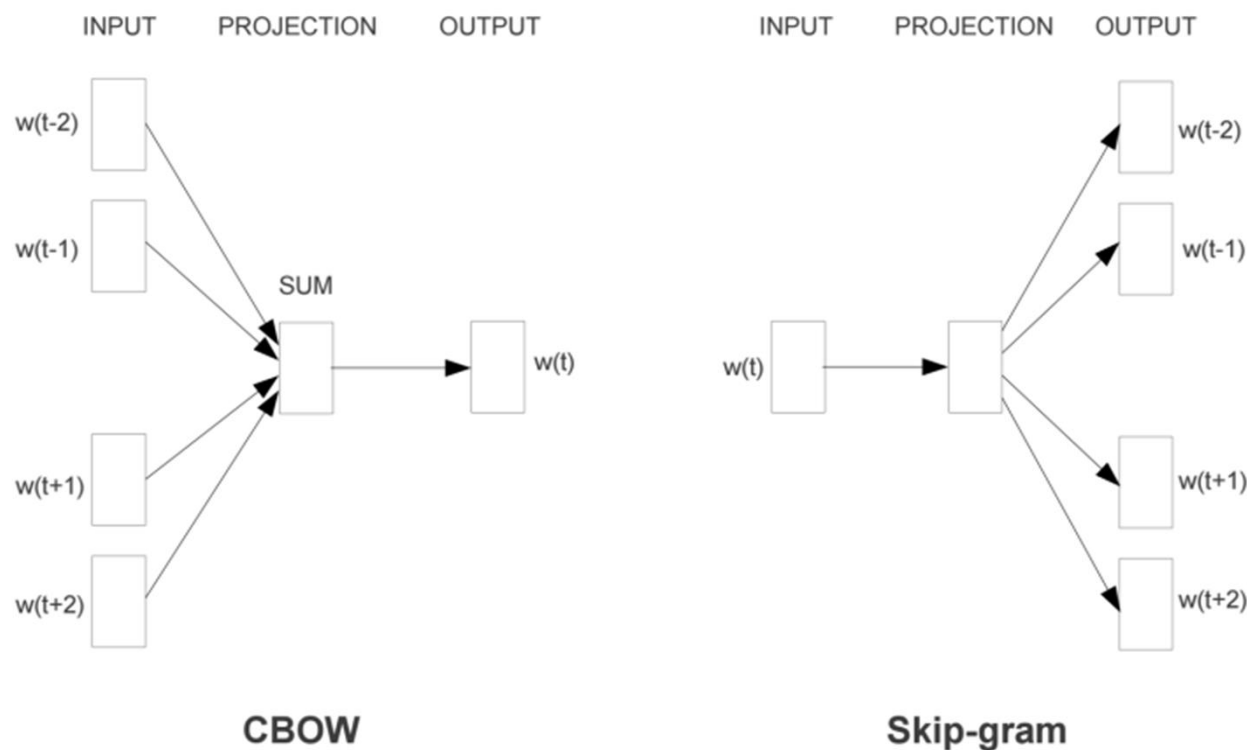 INPUT PROJECTION OUTPUT
w(t-2)
w(t-1)
SUM
w(t)
w(t+1)
w(t+2)
CBOW
INPUT PROJECTION OUTPUT
w(t-2)
w(t-1)
w(t)
w(t+1)
w(t+2)
Skip-gram